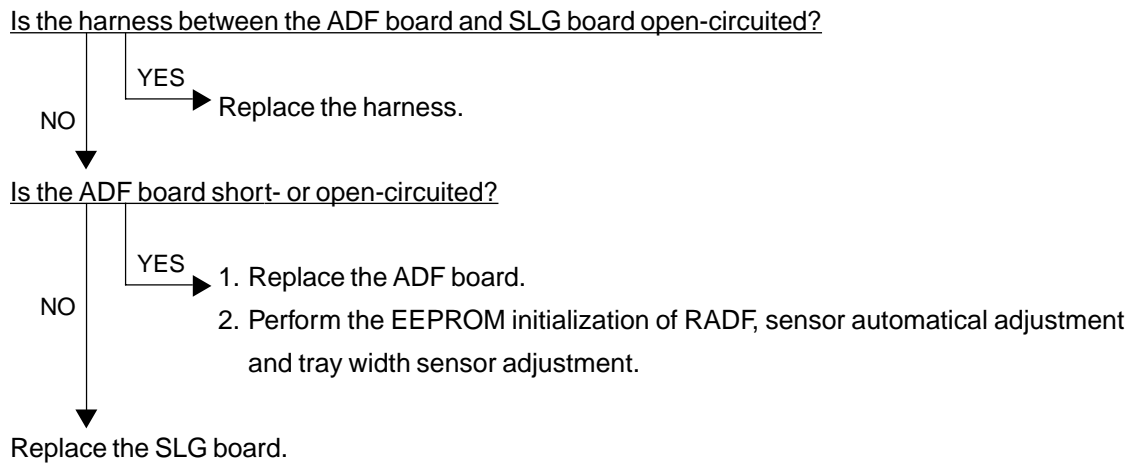 Is the harness between the ADF board and SLG board open-circuited?
YES
Replace the harness.
NO
Is the ADF board short- or open-circuited?
YES
1. Replace the ADF board.
NO
2. Perform the EEPROM initialization of RADF, sensor automatical adjustment
and tray width sensor adjustment.
Replace the SLG board.